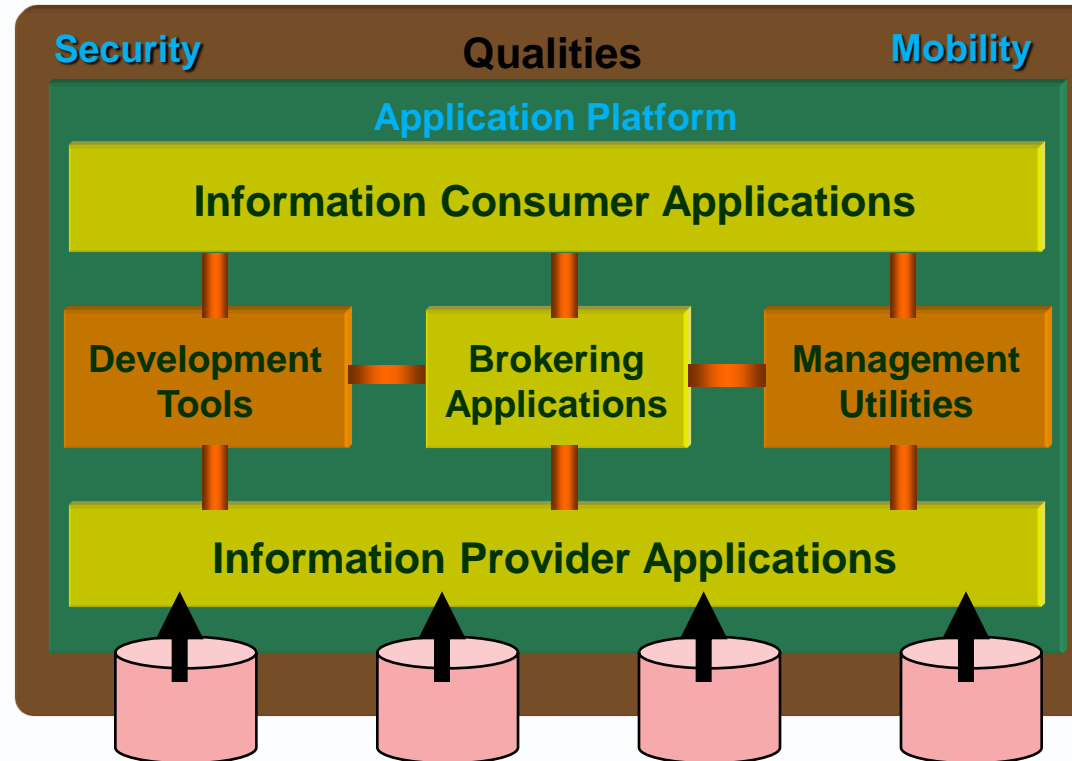 Security
Qualities
Mobility
Application Platform
Information Consumer Applications
Development
Tools
Brokering
Applications
Management
Utilities
Information Provider Applications